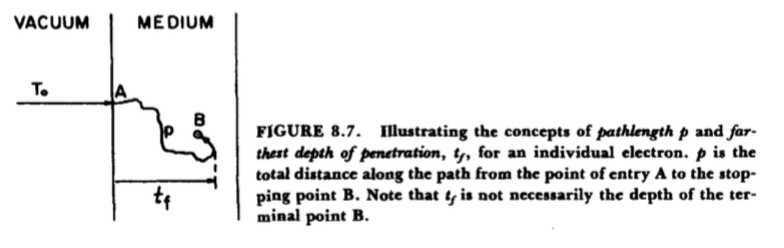 VACUUM MEDIUM
T₀
A
B
p
t_f
FIGURE 8.7. Illustrating the concepts of pathlength p and far-
thest depth of penetration, t_f, for an individual electron. p is the
total distance along the path from the point of entry A to the stop-
ping point B. Note that t_f is not necessarily the depth of the ter-
minal point B.